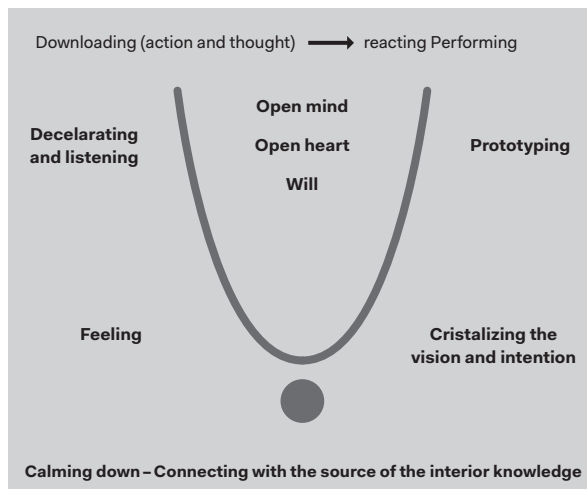 Downloading (action and thought) → reacting Performing
Open mind
Decelarating
and listening
Open heart
Prototyping
Will
Feeling
Cristalizing the
vision and intention
Calming down – Connecting with the source of the interior knowledge